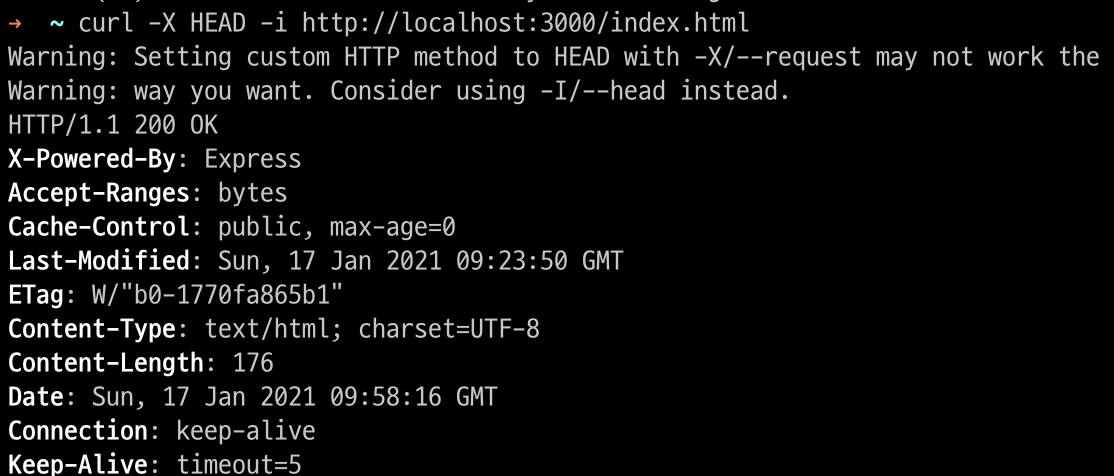 ➜  ~ curl -X HEAD -i http://localhost:3000/index.html
Warning: Setting custom HTTP method to HEAD with -X/--request may not work the
Warning: way you want. Consider using -I/--head instead.
HTTP/1.1 200 OK
X-Powered-By: Express
Accept-Ranges: bytes
Cache-Control: public, max-age=0
Last-Modified: Sun, 17 Jan 2021 09:23:50 GMT
ETag: W/"b0-1770fa865b1"
Content-Type: text/html; charset=UTF-8
Content-Length: 176
Date: Sun, 17 Jan 2021 09:58:16 GMT
Connection: keep-alive
Keep-Alive: timeout=5